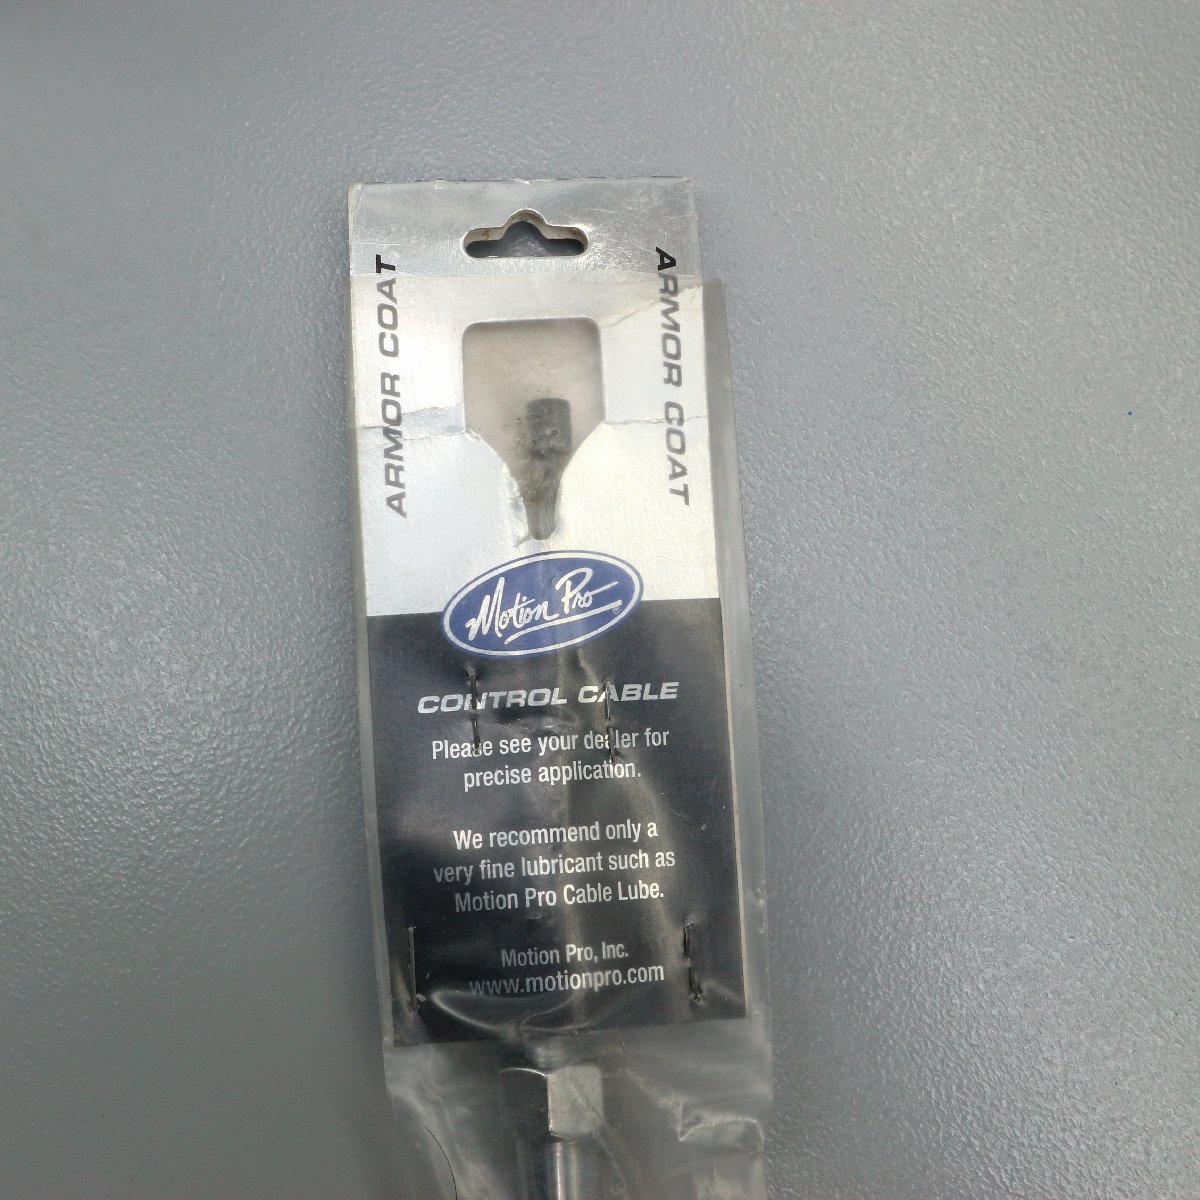 ARMOR COAT
ARMOR COAT
Motion Pro®
CONTROL CABLE
Please see your dealer for
precise application.
We recommend only a
very fine lubricant such as
Motion Pro Cable Lube.
Motion Pro, Inc.
www.motionpro.com